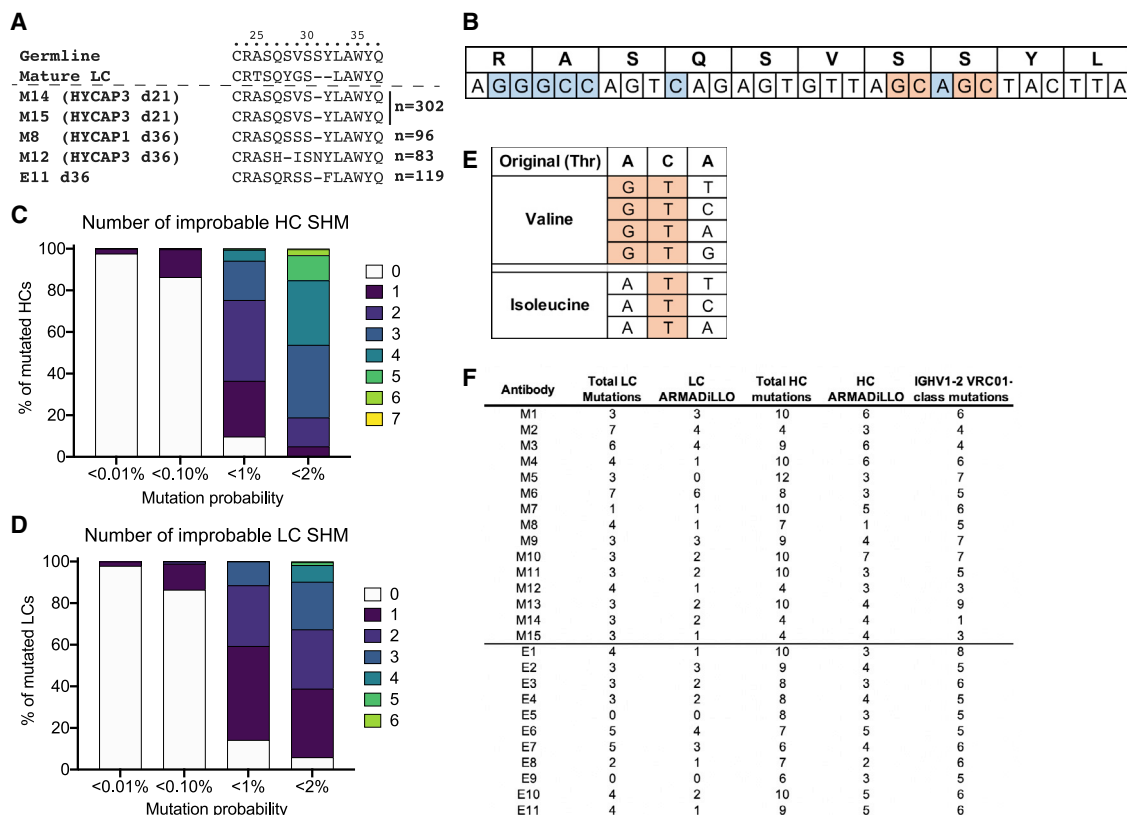 A
25 30 35
Germline CRASQSVSSYLAWYQ
Mature LC CRTSQYGS--LAWYQ
M14 (HYCAP3 d21) CRASQSVS-YLAWYQ
n=302
M15 (HYCAP3 d21) CRASQSVS-YLAWYQ
M8 (HYCAP1 d36) CRASQSSS-YLAWYQ n=96
M12 (HYCAP3 d36) CRASH-ISNYLAWYQ n=83
E11 d36 CRASQRSS-FLAWYQ n=119
B
R A S Q S V S S Y L
A G G G C C A G T C A G A G T G T T A G C A G C T A C T T A
C
Number of improbable HC SHM
% of mutated HCs
100
80
60
40
20
0
<0.01% <0.10% <1% <2%
Mutation probability
0
1
2
3
4
5
6
7
D
Number of improbable LC SHM
% of mutated LCs
100
80
60
40
20
0
<0.01% <0.10% <1% <2%
Mutation probability
0
1
2
3
4
5
6
E
Original (Thr) A C A
Valine
G T T
G T C
G T A
G T G
Isoleucine
A T T
A T C
A T A
F
Antibody Total LC Mutations LC ARMADiLLO Total HC mutations HC ARMADiLLO IGHV1-2 VRC01-class mutations
M1 3 3 10 6 6
M2 7 4 4 3 4
M3 6 4 9 6 4
M4 4 1 10 6 6
M5 3 0 12 3 7
M6 7 6 8 3 5
M7 1 1 10 5 6
M8 4 1 7 1 5
M9 3 3 9 4 7
M10 3 2 10 7 7
M11 3 2 10 3 5
M12 4 1 4 3 3
M13 3 2 10 4 9
M14 3 2 4 4 1
M15 3 1 4 4 3
E1 4 1 10 3 8
E2 3 3 9 4 5
E3 3 2 8 3 6
E4 3 2 8 4 5
E5 0 0 8 3 5
E6 5 4 7 5 5
E7 5 3 6 4 6
E8 2 1 7 2 6
E9 0 0 6 3 5
E10 4 2 10 5 6
E11 4 1 9 5 6